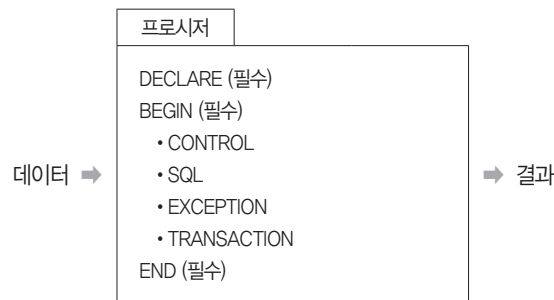 프로시저
DECLARE (필수)
BEGIN (필수)
• CONTROL
데이터 ➡ • SQL ➡ 결과
• EXCEPTION
• TRANSACTION
END (필수)